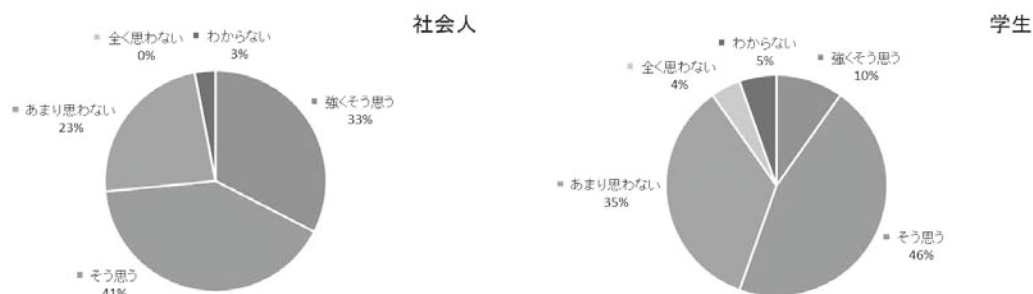 社会人
全く思わない
0%
わからない
3%
強くそう思う
33%
あまり思わない
23%
そう思う
41%
学生
わからない
5%
強くそう思う
10%
全く思わない
4%
あまり思わない
35%
そう思う
46%